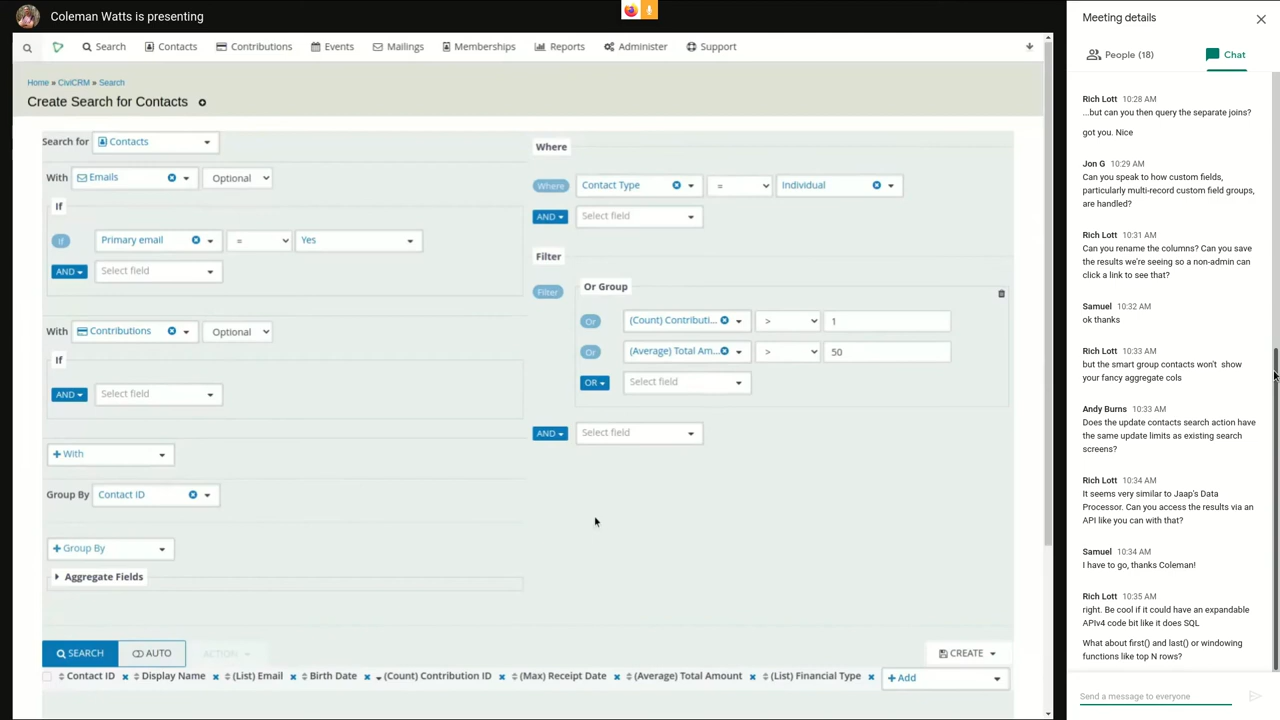 Coleman Watts is presenting
Search Contacts Contributions Events Mailings Memberships Reports Administer Support
Home » CiviCRM » Search
Create Search for Contacts
Search for Contacts
With Emails Optional
If
If Primary email = Yes
AND Select field
With Contributions Optional
If
AND Select field
+ With
Group By Contact ID
+ Group By
Aggregate Fields
Where
Where Contact Type = Individual
AND Select field
Filter
Filter
Or Group
Or (Count) Contributi... > 1
Or (Average) Total Am... > 50
OR Select field
AND Select field
SEARCH AUTO ACTION CREATE
Contact ID Display Name (List) Email Birth Date (Count) Contribution ID (Max) Receipt Date (Average) Total Amount (List) Financial Type + Add
Meeting details
People (18) Chat
Rich Lott 10:28 AM
...but can you then query the separate joins?
got you. Nice
Jon G 10:29 AM
Can you speak to how custom fields,
particularly multi-record custom field groups,
are handled?
Rich Lott 10:31 AM
Can you rename the columns? Can you save
the results we're seeing so a non-admin can
click a link to see that?
Samuel 10:32 AM
ok thanks
Rich Lott 10:33 AM
but the smart group contacts won't show
your fancy aggregate cols
Andy Burns 10:33 AM
Does the update contacts search action have
the same update limits as existing search
screens?
Rich Lott 10:34 AM
It seems very similar to Jaap's Data
Processor. Can you access the results via an
API like you can with that?
Samuel 10:34 AM
I have to go, thanks Coleman!
Rich Lott 10:35 AM
right. Be cool if it could have an expandable
APIv4 code bit like it does SQL
What about first() and last() or windowing
functions like top N rows?
Send a message to everyone